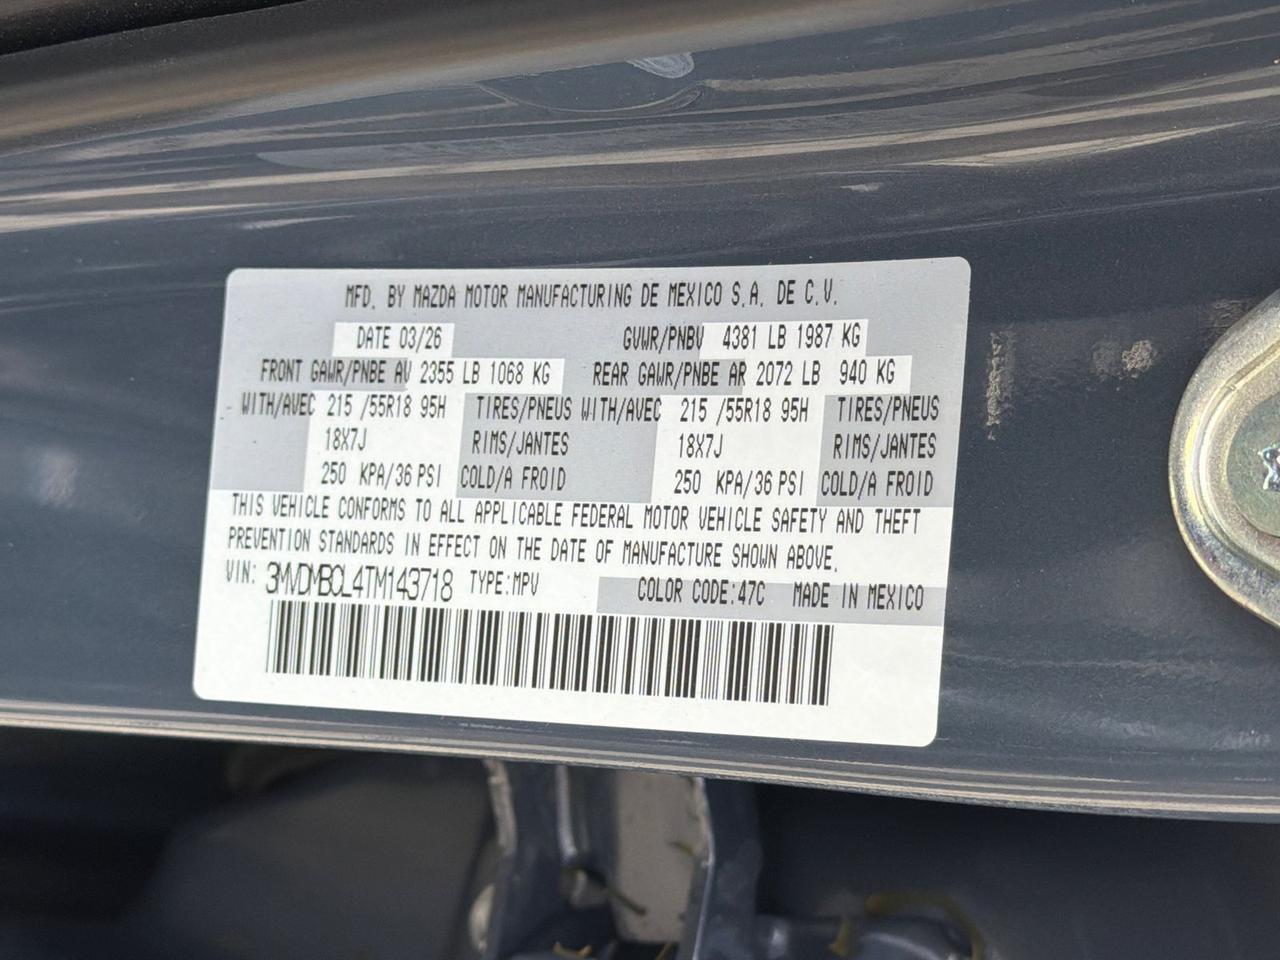 MFD. BY MAZDA MOTOR MANUFACTURING DE MEXICO S.A. DE C.V.
DATE 03/26 GVWR/PNBV 4381 LB 1987 KG
FRONT GAWR/PNBE AV 2355 LB 1068 KG REAR GAWR/PNBE AR 2072 LB 940 KG
WITH/AVEC 215 /55R18 95H TIRES/PNEUS WITH/AVEC 215 /55R18 95H TIRES/PNEUS
18X7J RIMS/JANTES 18X7J RIMS/JANTES
250 KPA/36 PSI COLD/A FROID 250 KPA/36 PSI COLD/A FROID
THIS VEHICLE CONFORMS TO ALL APPLICABLE FEDERAL MOTOR VEHICLE SAFETY AND THEFT
PREVENTION STANDARDS IN EFFECT ON THE DATE OF MANUFACTURE SHOWN ABOVE.
VIN: 3MVDMBCL4TM143718 TYPE:MPV COLOR CODE:47C MADE IN MEXICO